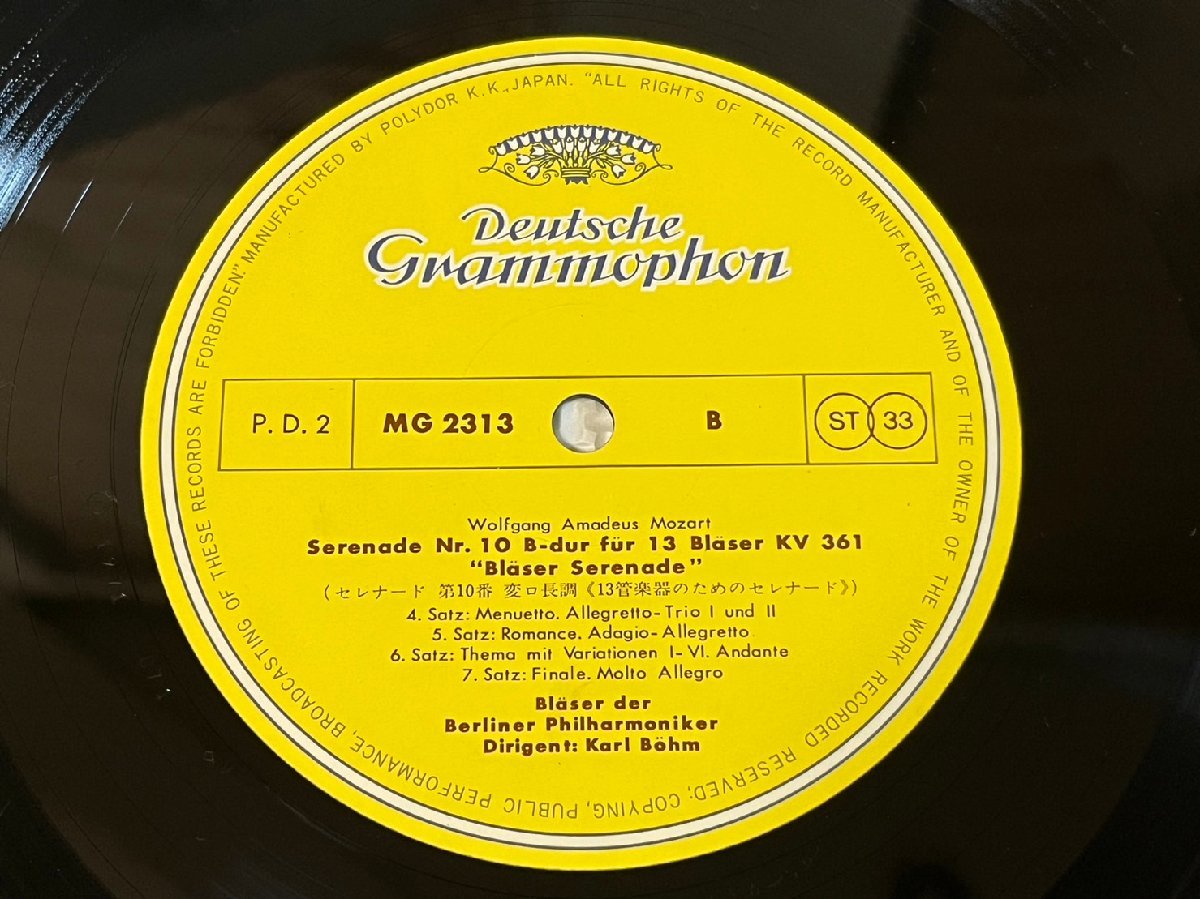 MANUFACTURED BY POLYDOR K.K., JAPAN. "ALL RIGHTS OF THE RECORD MANUFACTURER AND OF THE OWNER OF THE WORK RECORDED RESERVED; COPYING, PUBLIC PERFORMANCE, BROADCASTING OF THESE RECORDS ARE FORBIDDEN."
Deutsche
Grammophon
P. D. 2 MG 2313 B ST 33
Wolfgang Amadeus Mozart
Serenade Nr. 10 B-dur für 13 Bläser KV 361
"Bläser Serenade"
(セレナード 第10番 変ロ長調《13管楽器のためのセレナード》)
4. Satz: Menuetto. Allegretto-Trio I und II
5. Satz: Romance. Adagio-Allegretto
6. Satz: Thema mit Variationen I-VI. Andante
7. Satz: Finale. Molto Allegro
Bläser der
Berliner Philharmoniker
Dirigent: Karl Böhm